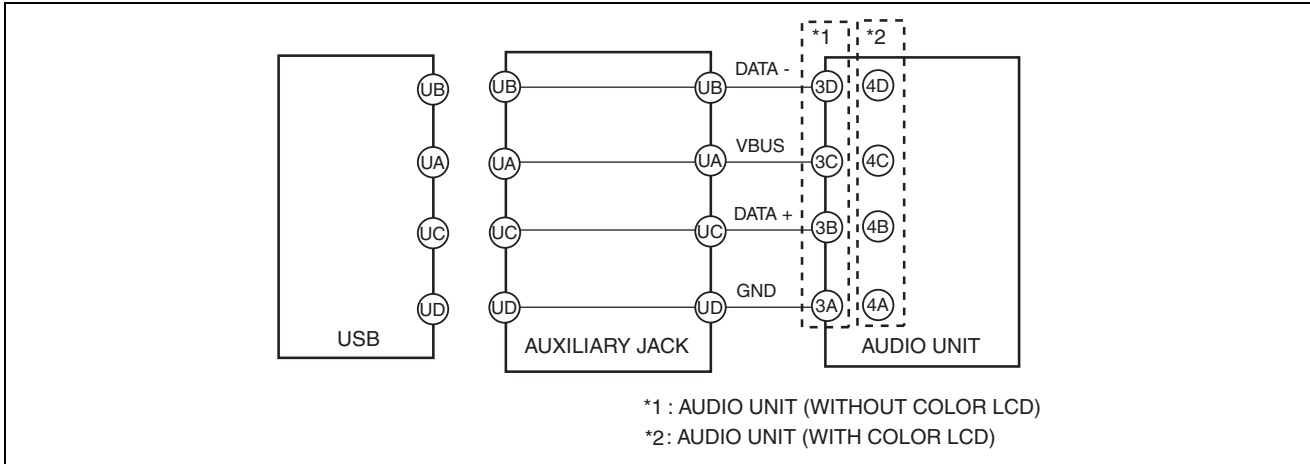 *1 *2
DATA -
UB UB UB 3D 4D
VBUS
UA UA UA 3C 4C
DATA +
UC UC UC 3B 4B
GND
UD UD UD 3A 4A
USB AUXILIARY JACK AUDIO UNIT
*1 : AUDIO UNIT (WITHOUT COLOR LCD)
*2: AUDIO UNIT (WITH COLOR LCD)